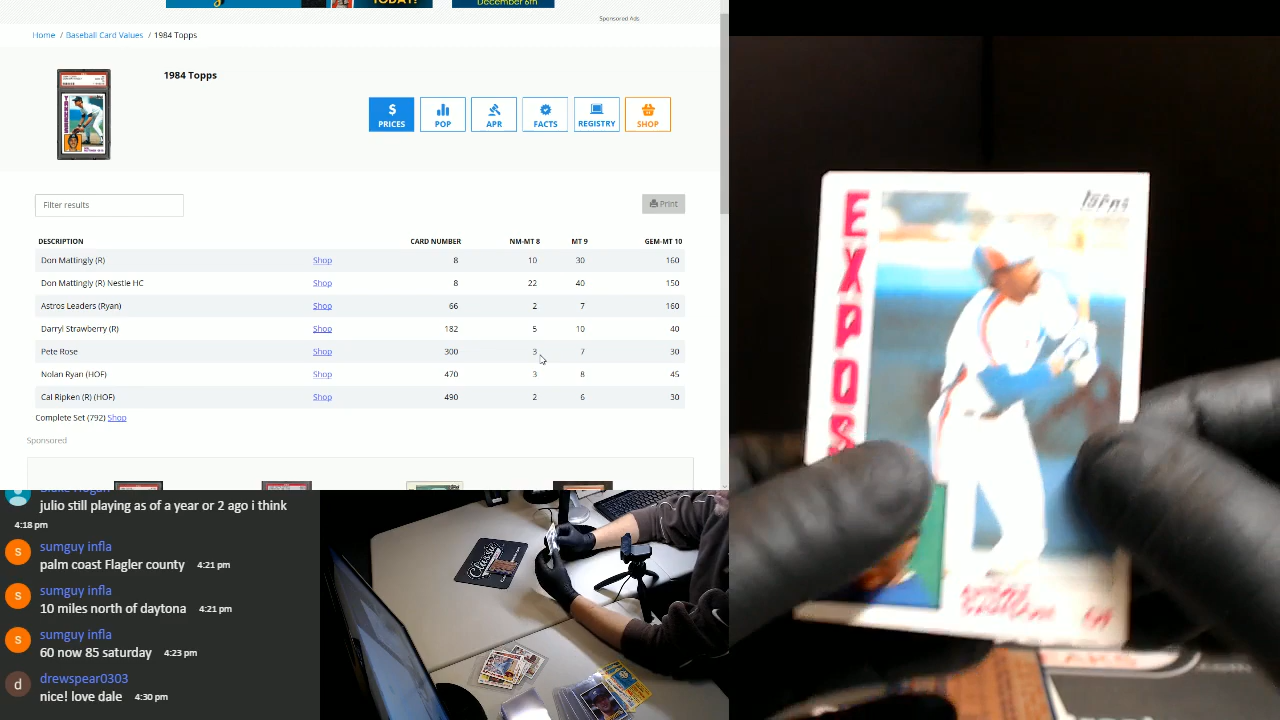 TODAY!
December 6th
Sponsored Ads
Home / Baseball Card Values / 1984 Topps
1984 Topps
$ PRICES
POP
APR
FACTS
REGISTRY
SHOP
Filter results
Print
DESCRIPTION CARD NUMBER NM-MT 8 MT 9 GEM-MT 10
Don Mattingly (R) Shop 8 10 30 160
Don Mattingly (R) Nestle HC Shop 8 22 40 150
Astros Leaders (Ryan) Shop 66 2 7 160
Darryl Strawberry (R) Shop 182 5 10 40
Pete Rose Shop 300 3 7 30
Nolan Ryan (HOF) Shop 470 3 8 45
Cal Ripken (R) (HOF) Shop 490 2 6 30
Complete Set (792) Shop
Sponsored
julio still playing as of a year or 2 ago i think
4:18 pm
S
sumguy infla
palm coast Flagler county 4:21 pm
S
sumguy infla
10 miles north of daytona 4:21 pm
S
sumguy infla
60 now 85 saturday 4:23 pm
d
drewspear0303
nice! love dale 4:30 pm
Classic
EXPOS
Topps